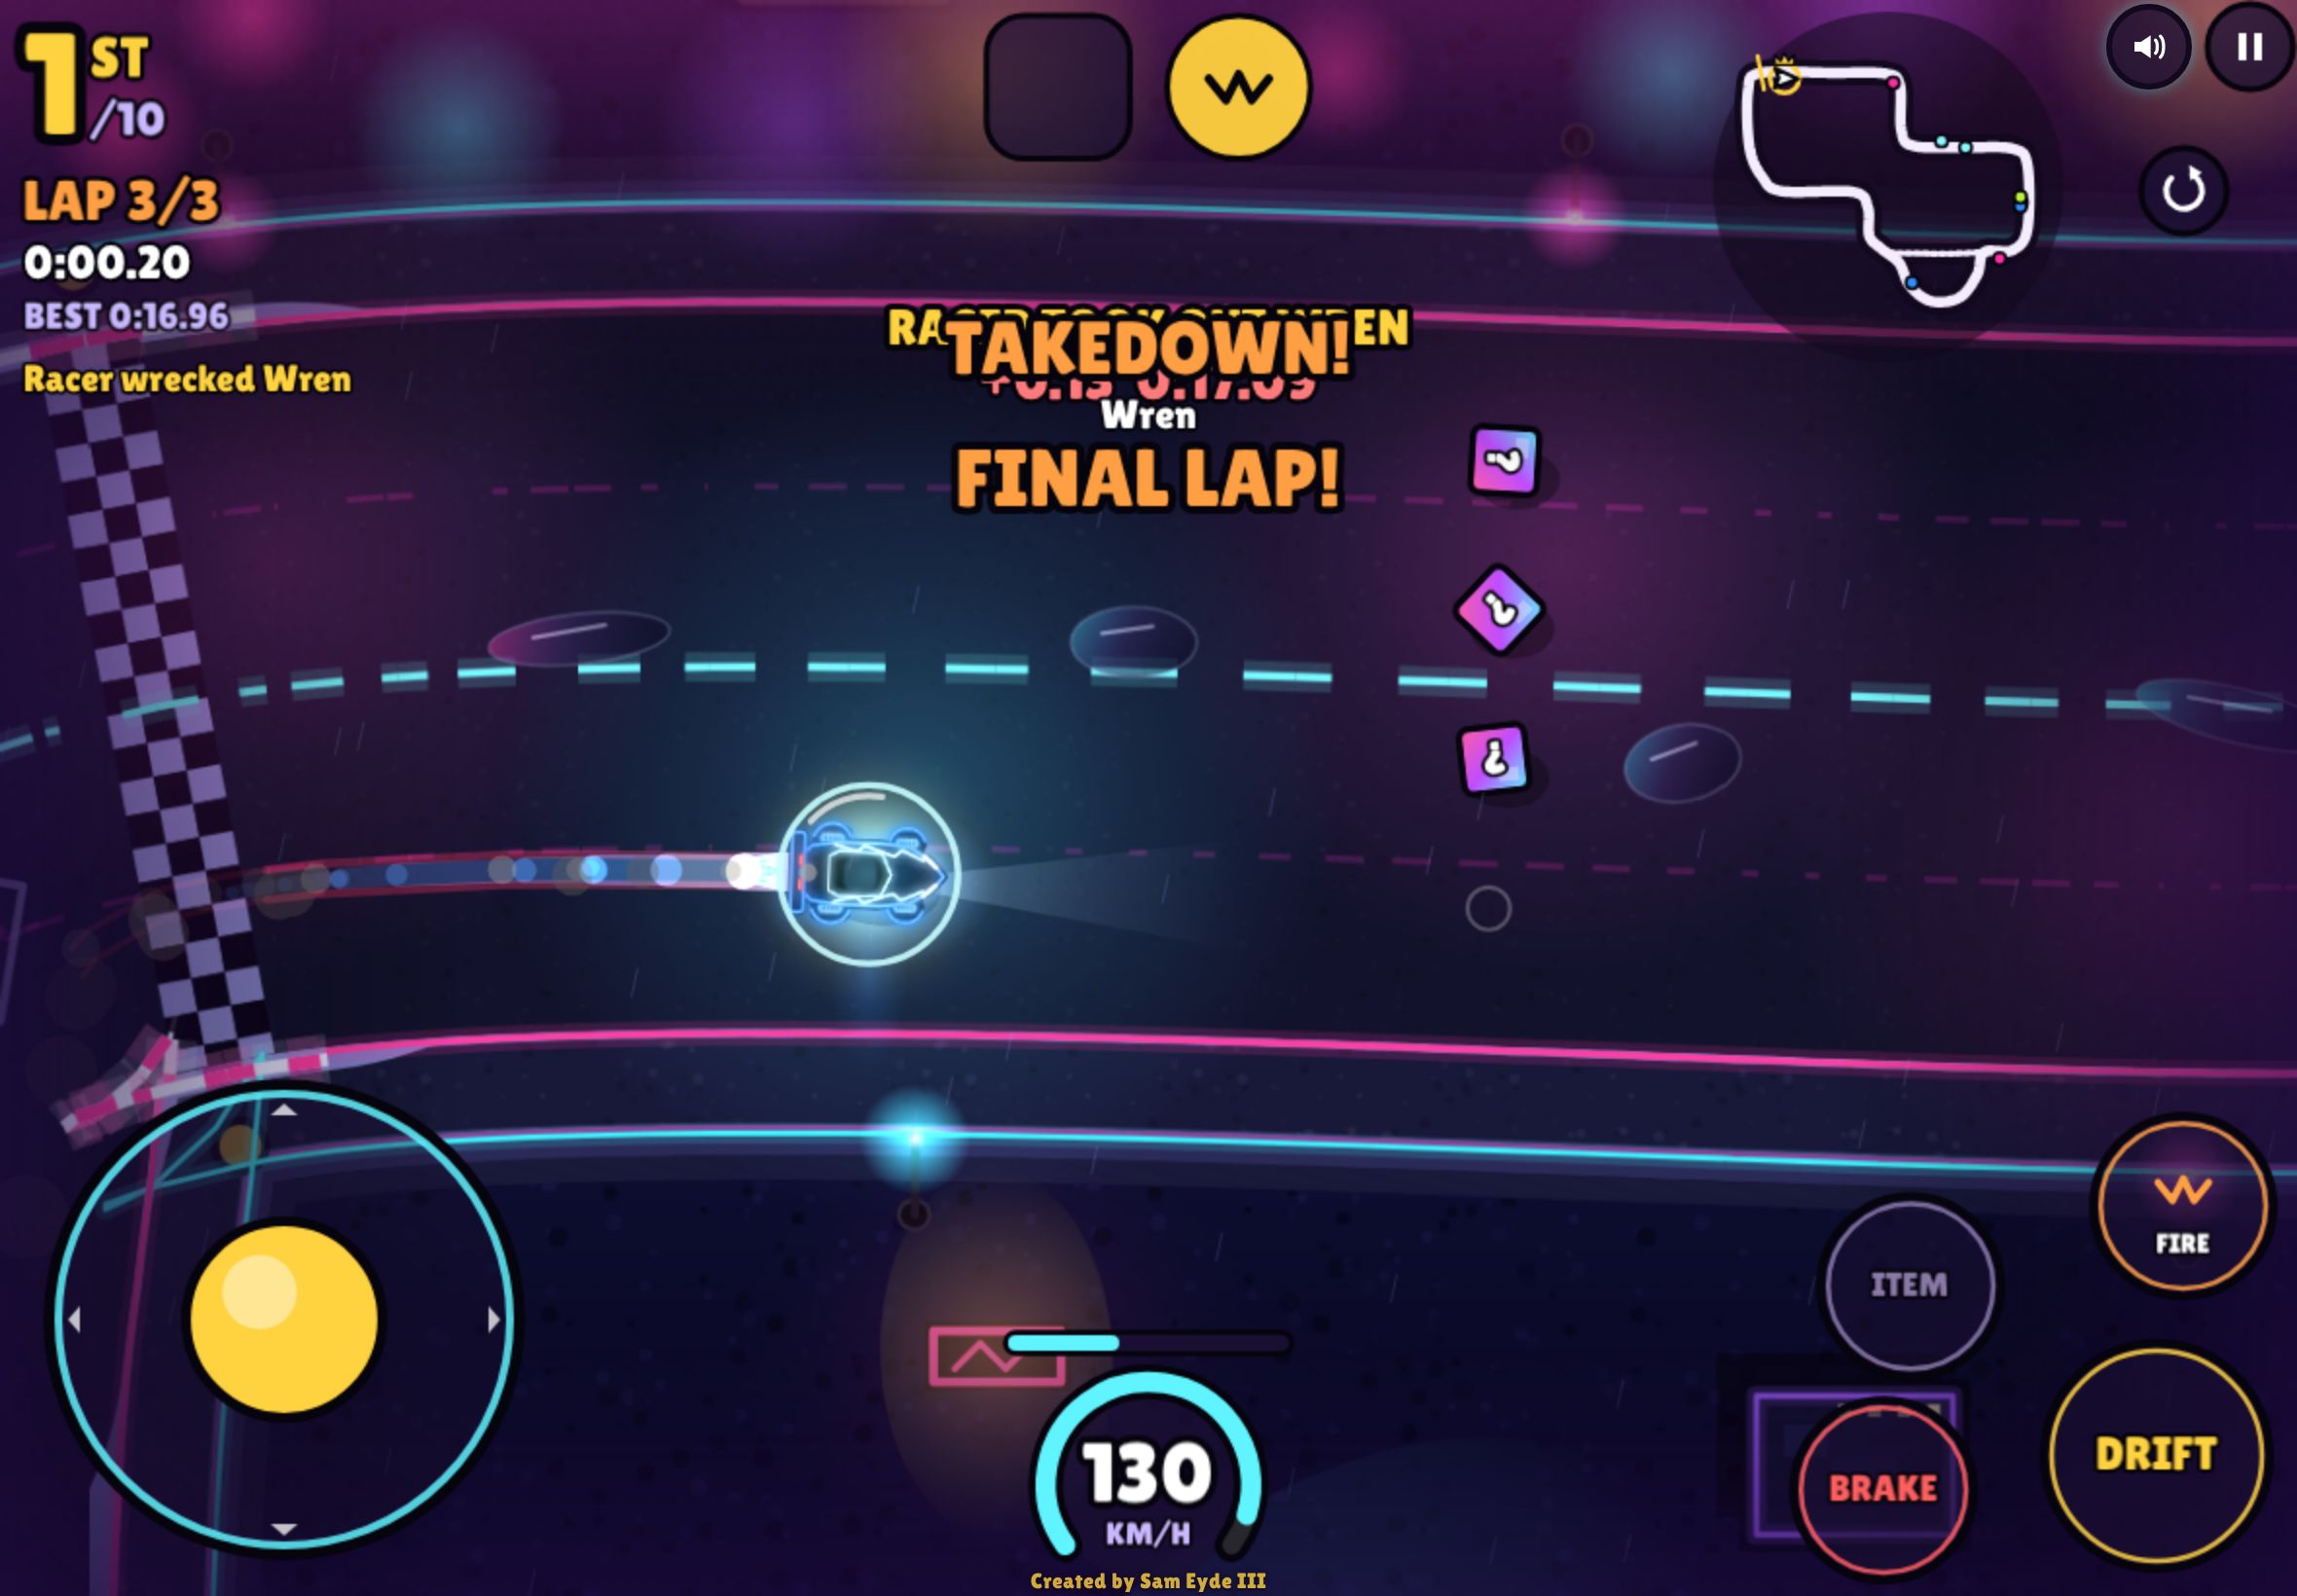 1ST
/10
LAP 3/3
0:00.20
BEST 0:16.96
Racer wrecked Wren
TAKEDOWN!
Wren
FINAL LAP!
?
?
?
FIRE
ITEM
DRIFT
BRAKE
130
KM/H
Created by Sam Eyde III